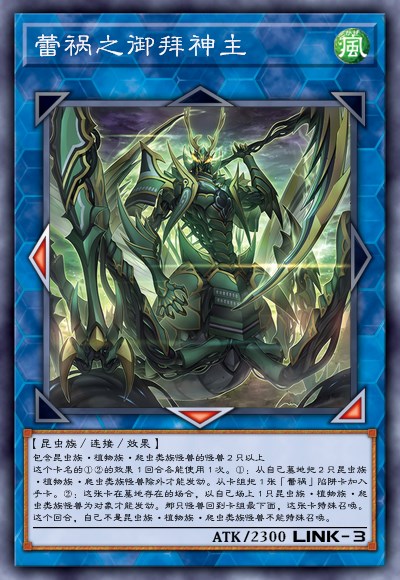 蕾祸之御拜神主
风
【昆虫族／连接／效果】
包含昆虫族・植物族・爬虫类族怪兽的怪兽２只以上
这个卡名的①②的效果１回合各能使用１次。①：从自己墓地把２只昆虫族
・植物族・爬虫类族怪兽除外才能发动。从卡组把１张「蕾祸」陷阱卡加入
手卡。②：这张卡在墓地存在的场合，以自己场上１只昆虫族・植物族・爬
虫类族怪兽为对象才能发动。那只怪兽回到卡组最下面，这张卡特殊召唤。
这个回合，自己不是昆虫族・植物族・爬虫类族怪兽不能特殊召唤。
ATK/2300 LINK-3